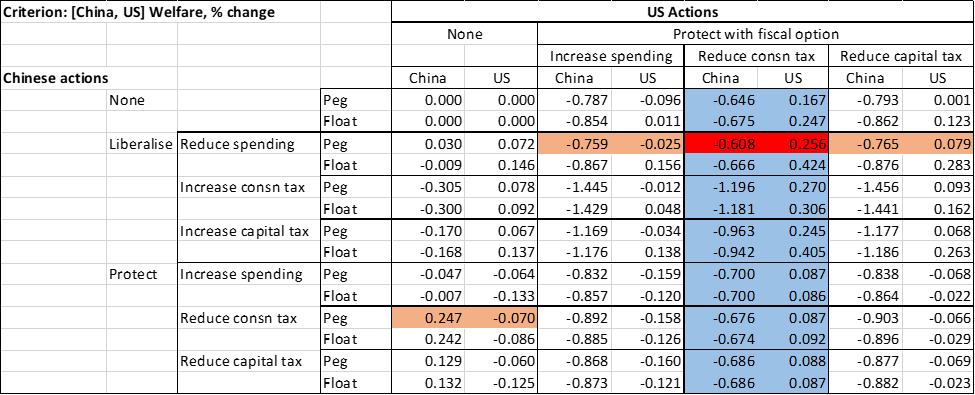 Criterion: [China, US] Welfare, % change US Actions
None Protect with fiscal option
Increase spending Reduce consn tax Reduce capital tax
Chinese actions China US China US China US China US
None Peg 0.000 0.000 -0.787 -0.096 -0.646 0.167 -0.793 0.001
Float 0.000 0.000 -0.854 0.011 -0.675 0.247 -0.862 0.123
Liberalise Reduce spending Peg 0.030 0.072 -0.759 -0.025 -0.608 0.256 -0.765 0.079
Float -0.009 0.146 -0.867 0.156 -0.666 0.424 -0.876 0.283
Increase consn tax Peg -0.305 0.078 -1.445 -0.012 -1.196 0.270 -1.456 0.093
Float -0.300 0.092 -1.429 0.048 -1.181 0.306 -1.441 0.162
Increase capital tax Peg -0.170 0.067 -1.169 -0.034 -0.963 0.245 -1.177 0.068
Float -0.168 0.137 -1.176 0.138 -0.942 0.405 -1.186 0.263
Protect Increase spending Peg -0.047 -0.064 -0.832 -0.159 -0.700 0.087 -0.838 -0.068
Float -0.007 -0.133 -0.857 -0.120 -0.700 0.086 -0.864 -0.022
Reduce consn tax Peg 0.247 -0.070 -0.892 -0.158 -0.676 0.087 -0.903 -0.066
Float 0.242 -0.086 -0.885 -0.126 -0.674 0.092 -0.896 -0.029
Reduce capital tax Peg 0.129 -0.060 -0.868 -0.160 -0.686 0.088 -0.877 -0.069
Float 0.132 -0.125 -0.873 -0.121 -0.686 0.087 -0.882 -0.023